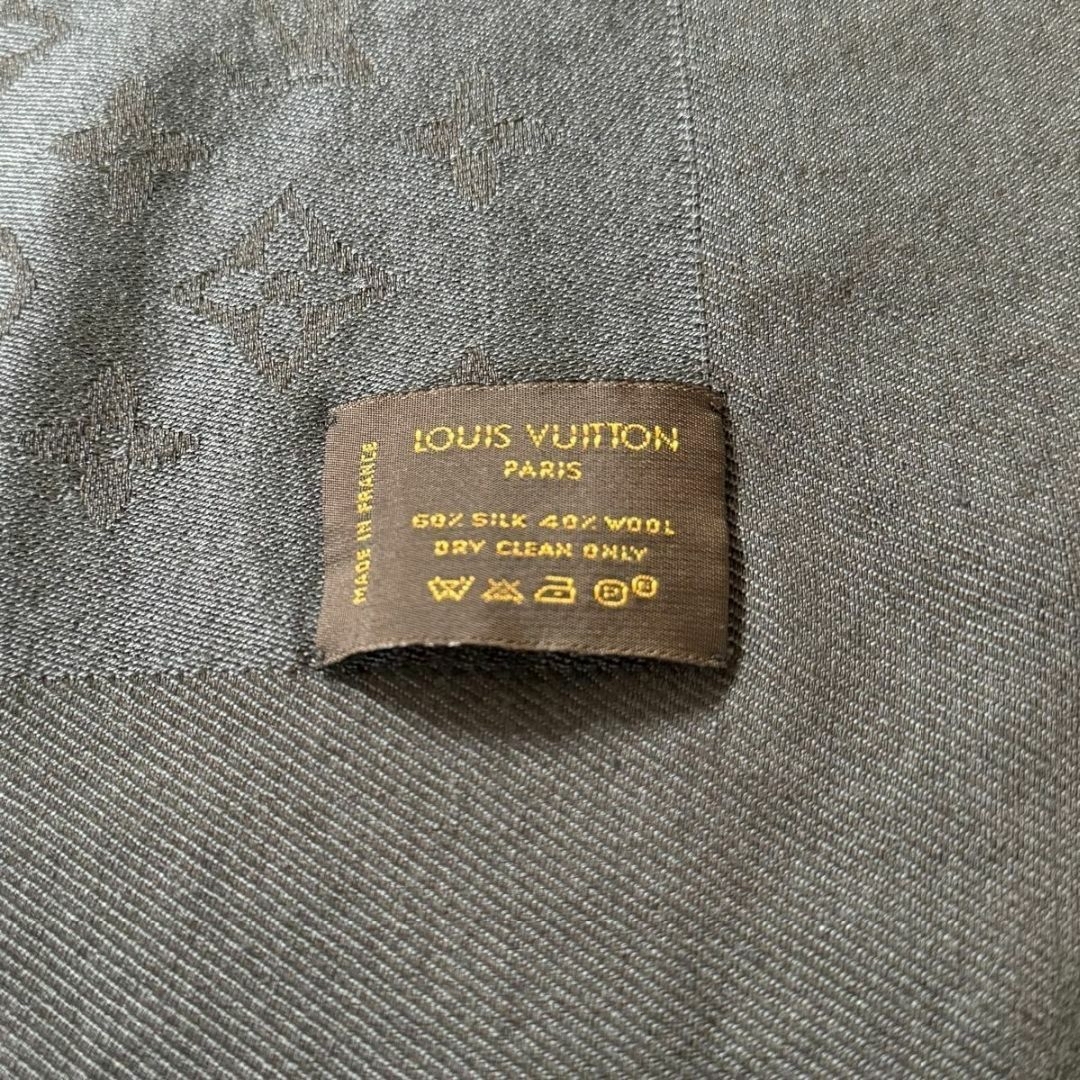 LOUIS VUITTON
PARIS
60% SILK 40% WOOL
DRY CLEAN ONLY
MADE IN FRANCE